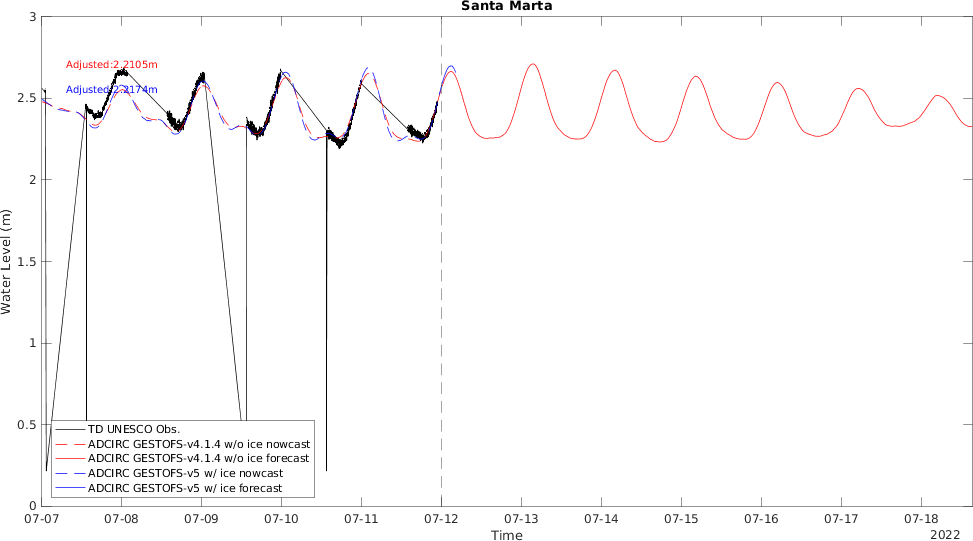 Santa Marta
3
2.5
2
1.5
1
0.5
0
Water Level (m)
Adjusted:2.2105m
Adjusted:2.2174m
TD UNESCO Obs.
ADCIRC GESTOFS-v4.1.4 w/o ice nowcast
ADCIRC GESTOFS-v4.1.4 w/o ice forecast
ADCIRC GESTOFS-v5 w/ ice nowcast
ADCIRC GESTOFS-v5 w/ ice forecast
07-07 07-08 07-09 07-10 07-11 07-12 07-13 07-14 07-15 07-16 07-17 07-18
Time
2022